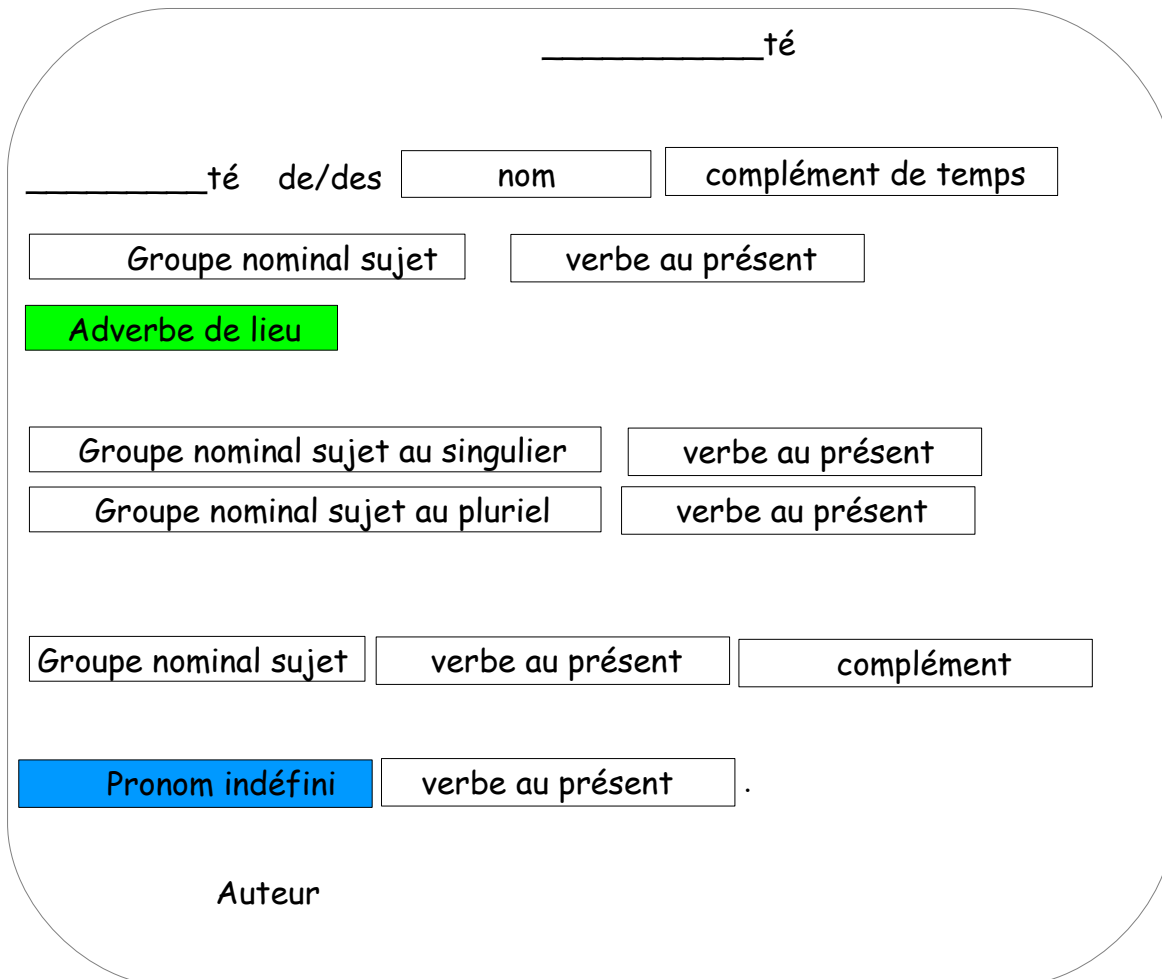 ___________té
_________té de/des nom complément de temps
Groupe nominal sujet verbe au présent
Adverbe de lieu
Groupe nominal sujet au singulier verbe au présent
Groupe nominal sujet au pluriel verbe au présent
Groupe nominal sujet verbe au présent complément
Pronom indéfini verbe au présent .
Auteur